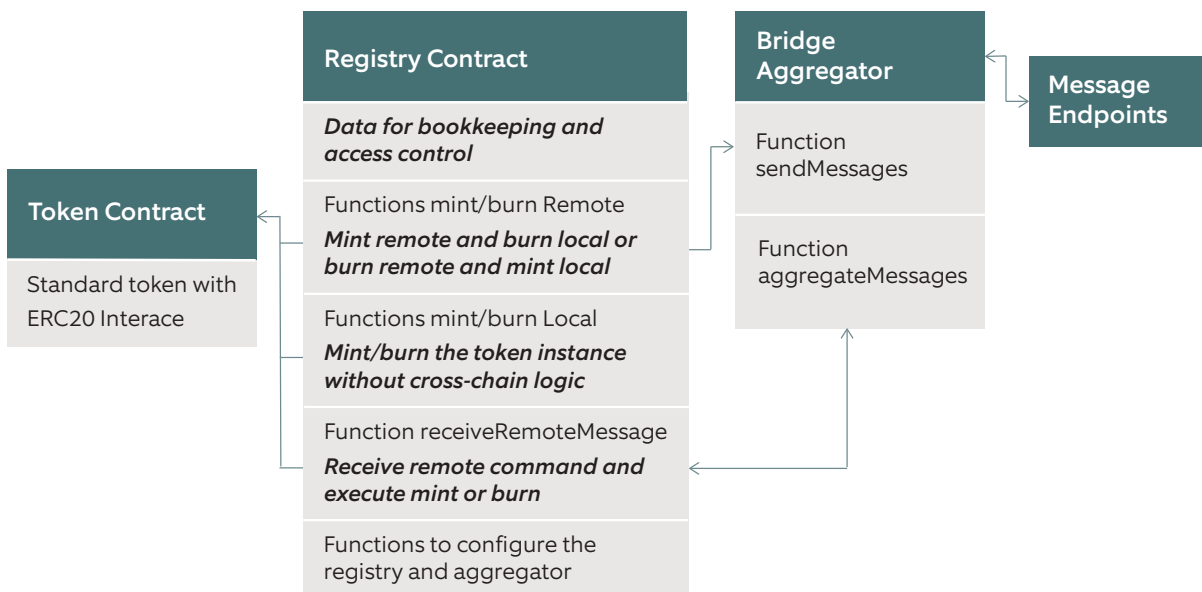 Token Contract
Standard token with
ERC20 Interace
Registry Contract
Data for bookkeeping and
access control
Functions mint/burn Remote
Mint remote and burn local or
burn remote and mint local
Functions mint/burn Local
Mint/burn the token instance
without cross-chain logic
Function receiveRemoteMessage
Receive remote command and
execute mint or burn
Functions to configure the
registry and aggregator
Bridge
Aggregator
Function
sendMessages
Function
aggregateMessages
Message
Endpoints